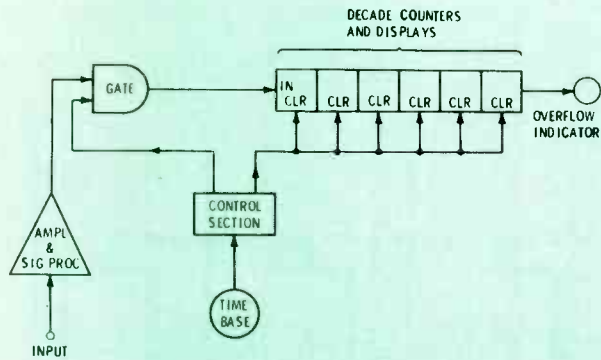 DECADE COUNTERS
AND DISPLAYS
GATE
IN
CLR
CLR
CLR
CLR
CLR
CLR
OVERFLOW
INDICATOR
CONTROL
SECTION
AMPL
&
SIG PROC
TIME
BASE
INPUT